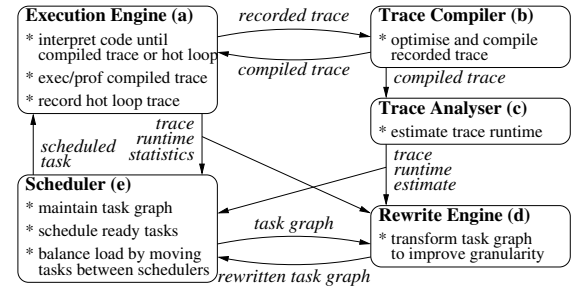 Execution Engine (a)
* interpret code until
compiled trace or hot loop
* exec/prof compiled trace
* record hot loop trace
recorded trace
compiled trace
Trace Compiler (b)
* optimise and compile
recorded trace
compiled trace
Trace Analyser (c)
* estimate trace runtime
trace
runtime
statistics
scheduled
task
trace
runtime
estimate
Scheduler (e)
* maintain task graph
* schedule ready tasks
* balance load by moving
tasks between schedulers
task graph
rewritten task graph
Rewrite Engine (d)
* transform task graph
to improve granularity